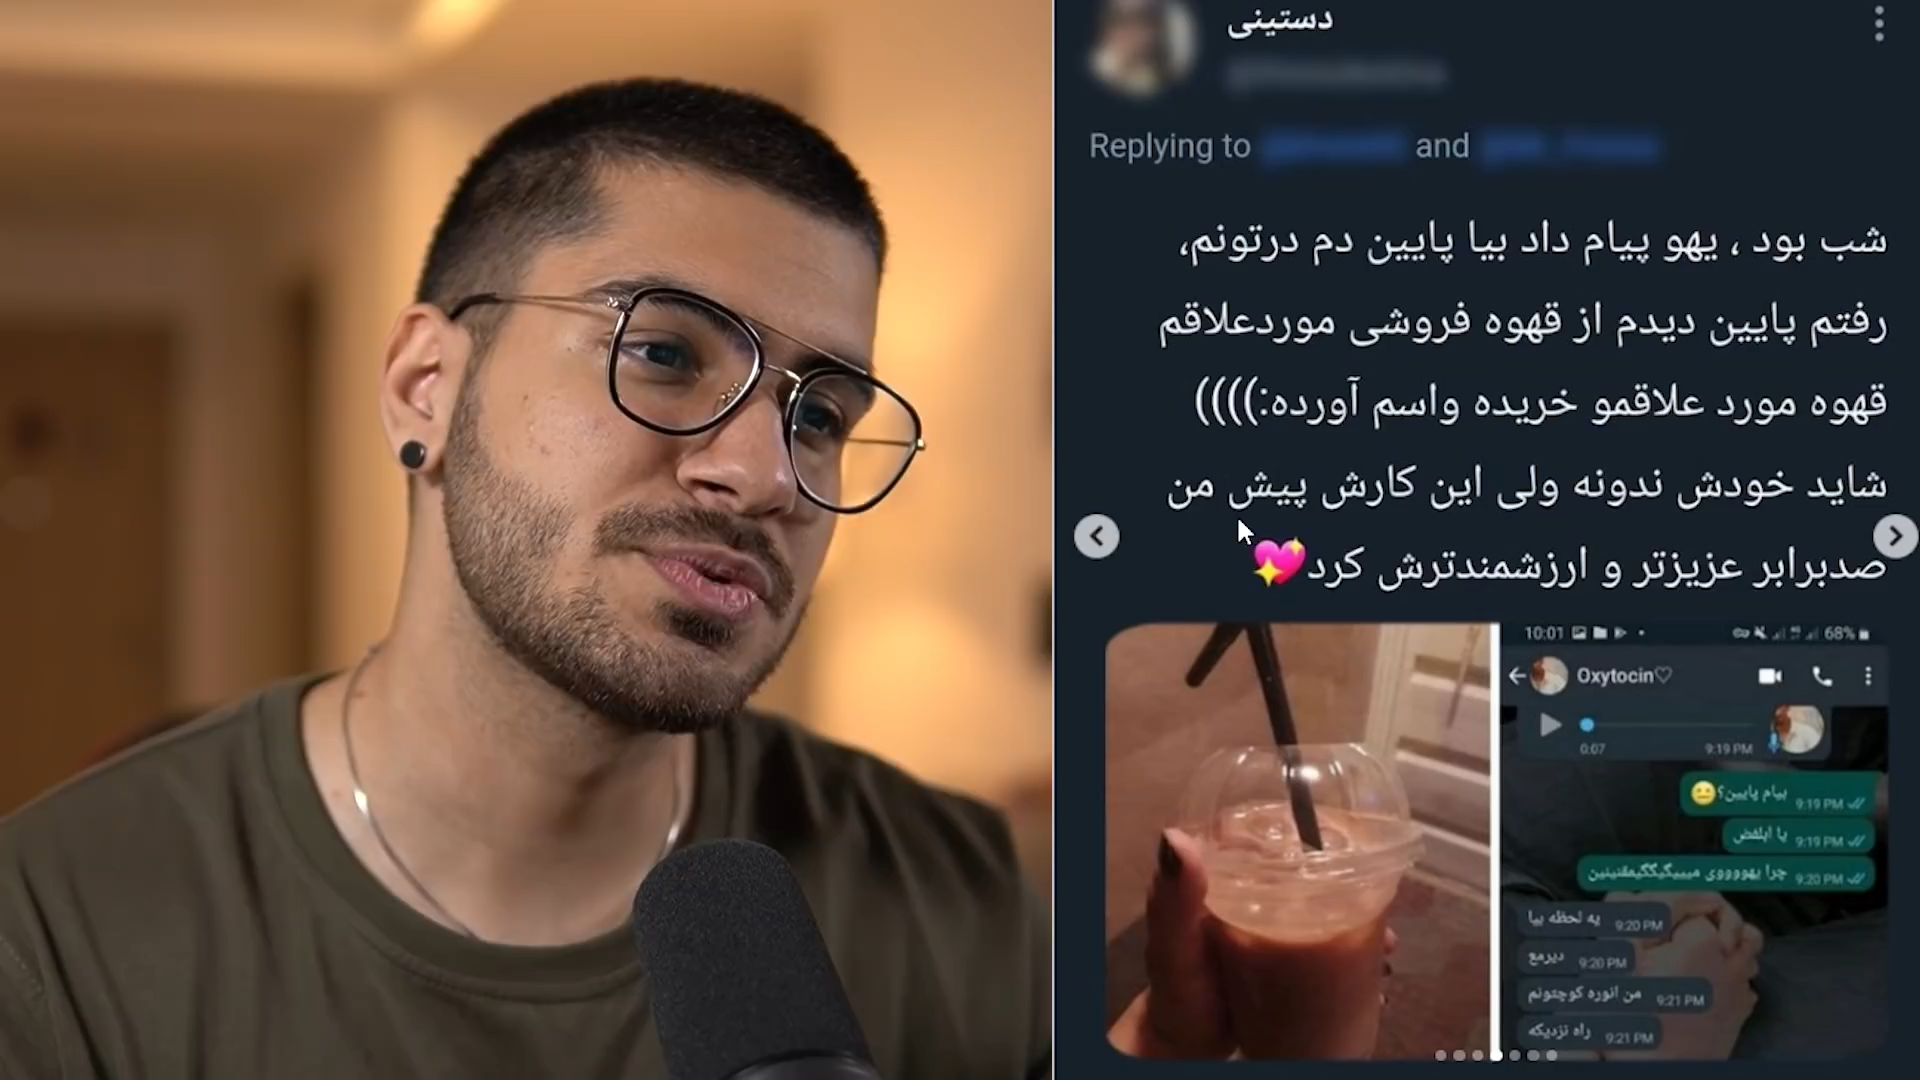 دستینی
Replying to and
شب بود ، یهو پیام داد بیا پایین دم درتونم،
رفتم پایین دیدم از قهوه فروشی موردعلاقم
قهوه مورد علاقمو خریده واسم آورده:))))
شاید خودش ندونه ولی این کارش پیش من
صدبرابر عزیزتر و ارزشمندترش کرد💖
10:01 68%
Oxytocin♡
0:07 9:19 PM
بیام پایین؟😐 9:19 PM
یا ابلفض 9:19 PM
چرا یهووووی 9:20 PM
یه لحظه بیا 9:20 PM
دیرمع 9:20 PM
من انوره کوچتونم 9:21 PM
راه نزدیکه 9:21 PM